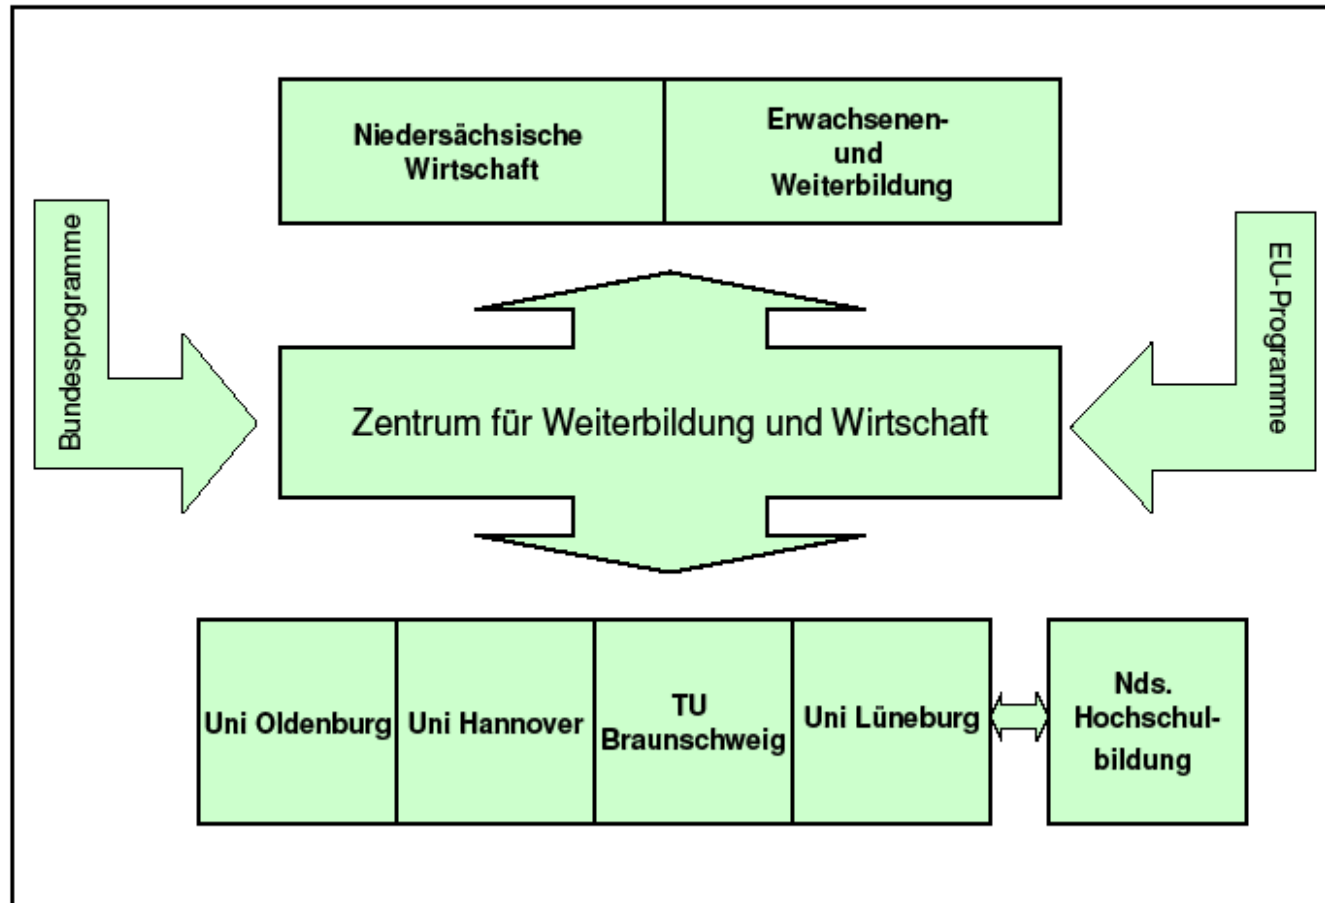 Niedersächsische
Wirtschaft
Erwachsenen-
und
Weiterbildung
Bundesprogramme
EU-Programme
Zentrum für Weiterbildung und Wirtschaft
Uni Oldenburg
Uni Hannover
TU
Braunschweig
Uni Lüneburg
Nds.
Hochschul-
bildung